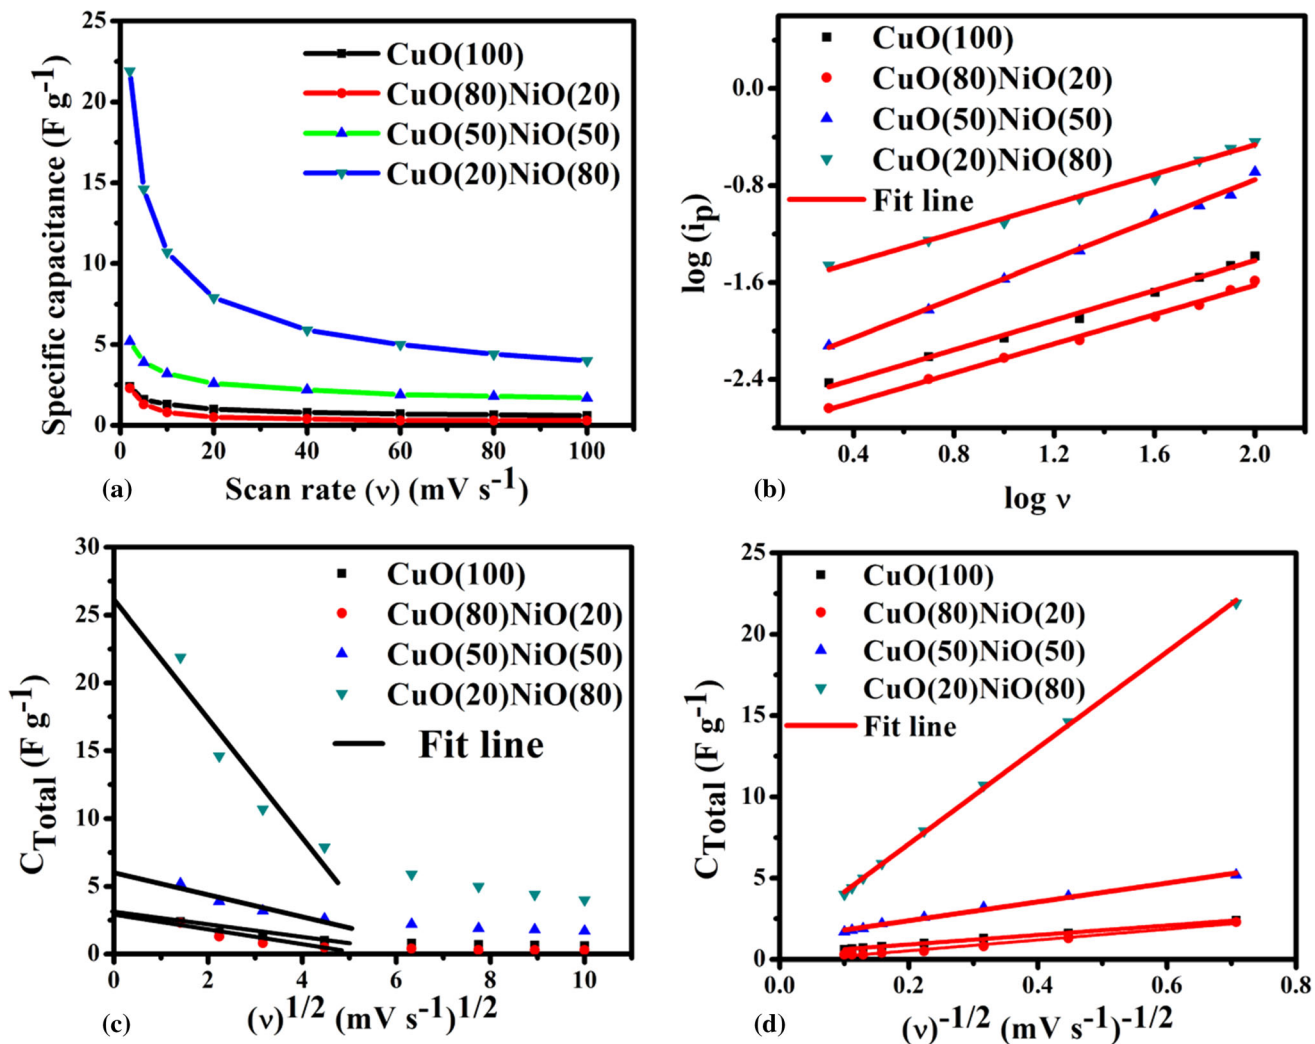 Specific capacitance (F g-1)
25
20
15
10
5
0
CuO(100)
CuO(80)NiO(20)
CuO(50)NiO(50)
CuO(20)NiO(80)
0 20 40 60 80 100
(a) Scan rate (ν) (mV s-1)
log (ip)
0.0
-0.8
-1.6
-2.4
CuO(100)
CuO(80)NiO(20)
CuO(50)NiO(50)
CuO(20)NiO(80)
Fit line
0.4 0.8 1.2 1.6 2.0
(b) log ν
CTotal (F g-1)
30
25
20
15
10
5
0
CuO(100)
CuO(80)NiO(20)
CuO(50)NiO(50)
CuO(20)NiO(80)
Fit line
0 2 4 6 8 10
(c) (ν)1/2 (mV s-1)1/2
CTotal (F g-1)
25
20
15
10
5
0
CuO(100)
CuO(80)NiO(20)
CuO(50)NiO(50)
CuO(20)NiO(80)
Fit line
0.0 0.2 0.4 0.6 0.8
(d) (ν)-1/2 (mV s-1)-1/2